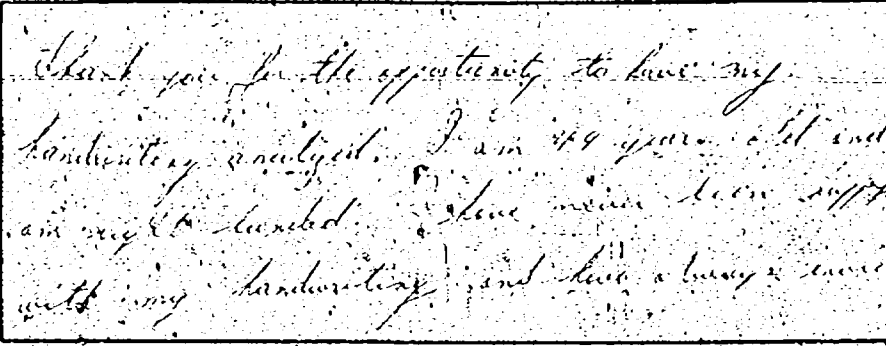 Thank you for the opportunity to have my
handwriting analyzed. I am 49 years old and
am right handed. I have never been happy
with my handwriting and have always